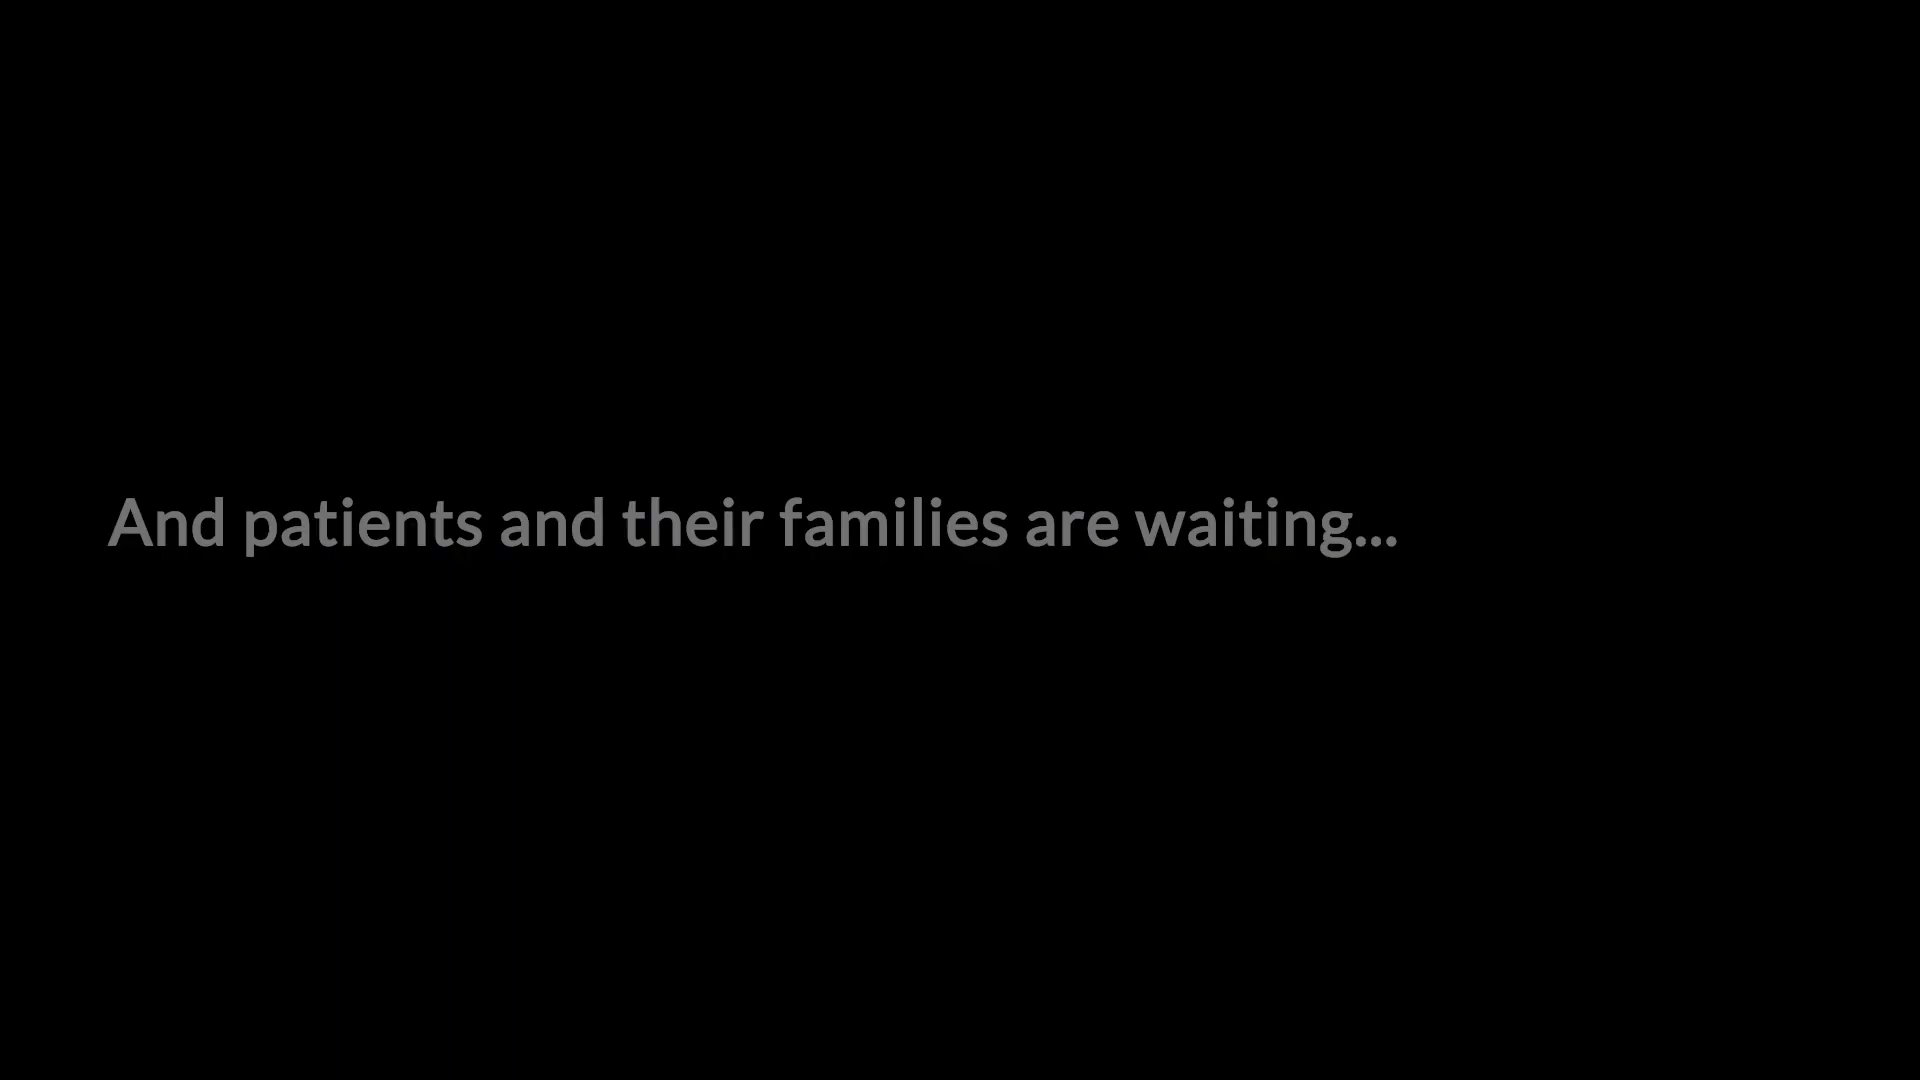 And patients and their families are waiting...